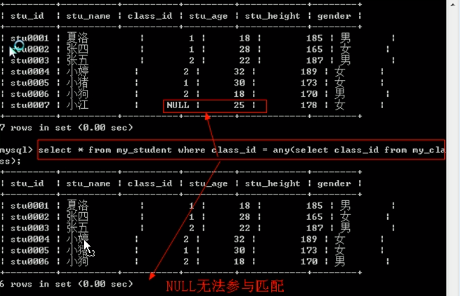 | stu_id | stu_name | class_id | stu_age | stu_height | gender |
| stu0001 | 夏洛 | 1 | 18 | 185 | 男 |
| stu0002 | 张四 | 1 | 28 | 165 | 女 |
| stu0003 | 张五 | 2 | 22 | 187 | 男 |
| stu0004 | 小婷 | 2 | 32 | 189 | 女 |
| stu0005 | 小猪 | 1 | 30 | 173 | 女 |
| stu0006 | 小狗 | 2 | 18 | 170 | 男 |
| stu0007 | 小江 | NULL | 25 | 178 | 女 |
7 rows in set (0.00 sec)
mysql> select * from my_student where class_id = any(select class_id from my_cla
ss);
| stu_id | stu_name | class_id | stu_age | stu_height | gender |
| stu0001 | 夏洛 | 1 | 18 | 185 | 男 |
| stu0002 | 张四 | 1 | 28 | 165 | 女 |
| stu0003 | 张五 | 2 | 22 | 187 | 男 |
| stu0004 | 小婷 | 2 | 32 | 189 | 女 |
| stu0005 | 小猪 | 1 | 30 | 173 | 女 |
| stu0006 | 小狗 | 2 | 18 | 170 | 男 |
6 rows in set (0.00 sec)
NULL无法参与匹配